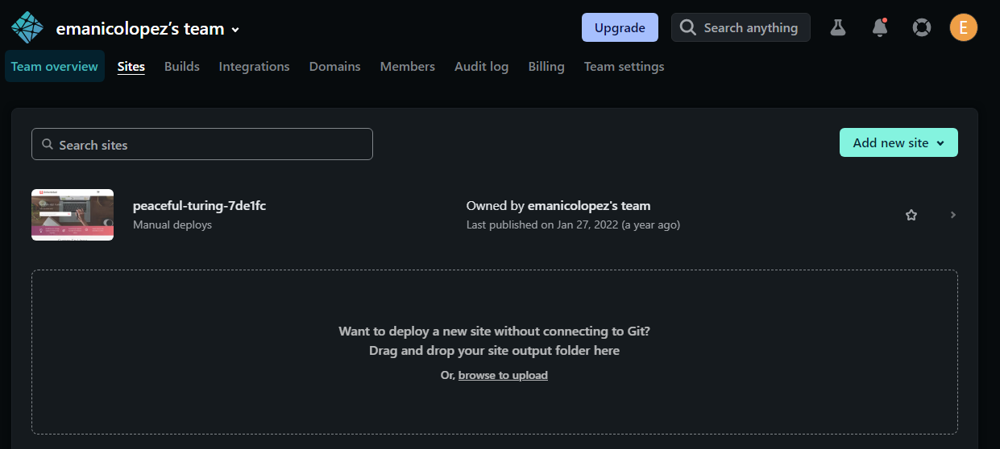 emanicolopez’s team
Upgrade
Search anything
E
Team overview
Sites
Builds
Integrations
Domains
Members
Audit log
Billing
Team settings
Search sites
Add new site
peaceful-turing-7de1fc
Owned by emanicolopez's team
Manual deploys
Last published on Jan 27, 2022 (a year ago)
Want to deploy a new site without connecting to Git?
Drag and drop your site output folder here
Or, browse to upload